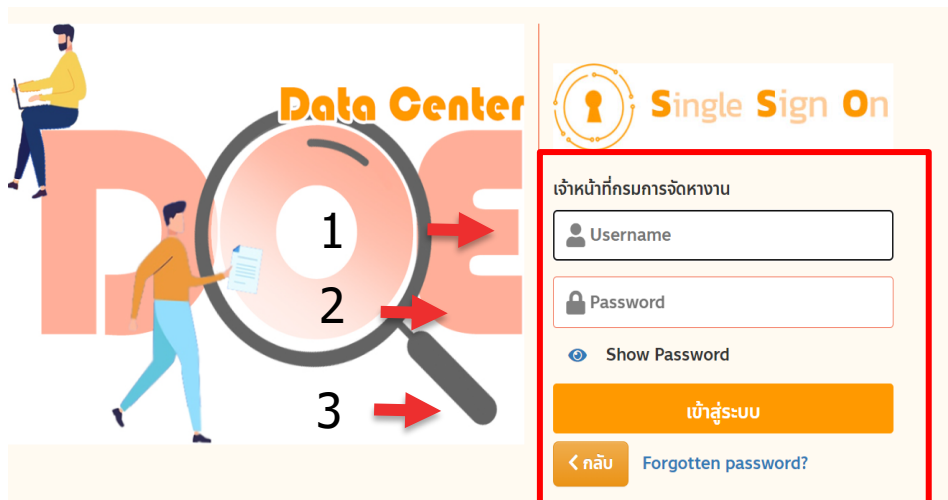 Data Center
DOE
1
2
3
Single Sign On
เจ้าหน้าที่กรมการจัดหางาน
Username
Password
Show Password
เข้าสู่ระบบ
กลับ
Forgotten password?